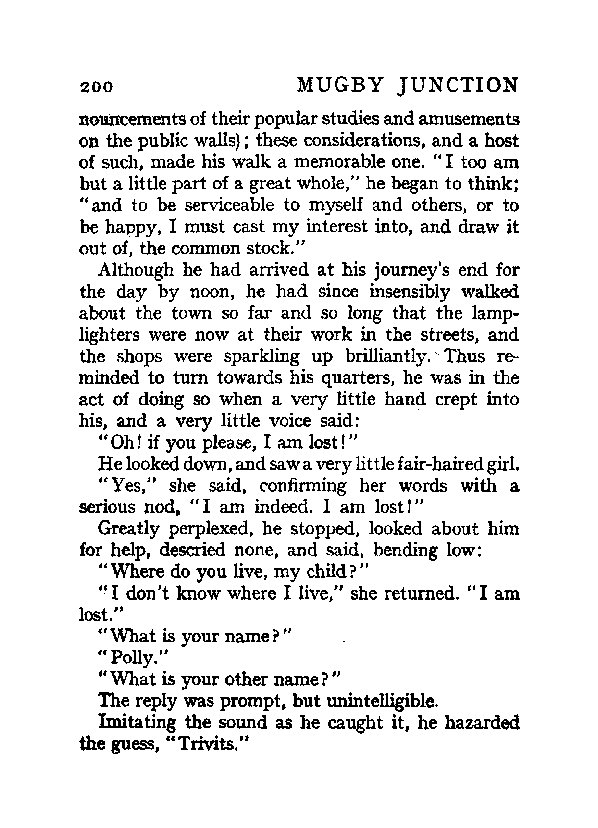 200 MUGBY JUNCTION
nouncements of their popular studies and amusements
on the public walls); these considerations, and a host
of such, made his walk a memorable one. "I too am
but a little part of a great whole," he began to think;
"and to be serviceable to myself and others, or to
be happy, I must cast my interest into, and draw it
out of, the common stock."
Although he had arrived at his journey's end for
the day by noon, he had since insensibly walked
about the town so far and so long that the lamp-
lighters were now at their work in the streets, and
the shops were sparkling up brilliantly. Thus re-
minded to turn towards his quarters, he was in the
act of doing so when a very little hand crept into
his, and a very little voice said:
"Oh! if you please, I am lost!"
He looked down, and saw a very little fair-haired girl.
"Yes," she said, confirming her words with a
serious nod, "I am indeed. I am lost!"
Greatly perplexed, he stopped, looked about him
for help, descried none, and said, bending low:
"Where do you live, my child?"
"I don't know where I live," she returned. "I am
lost."
"What is your name?"
"Polly."
"What is your other name?"
The reply was prompt, but unintelligible.
Imitating the sound as he caught it, he hazarded
the guess, "Trivits."